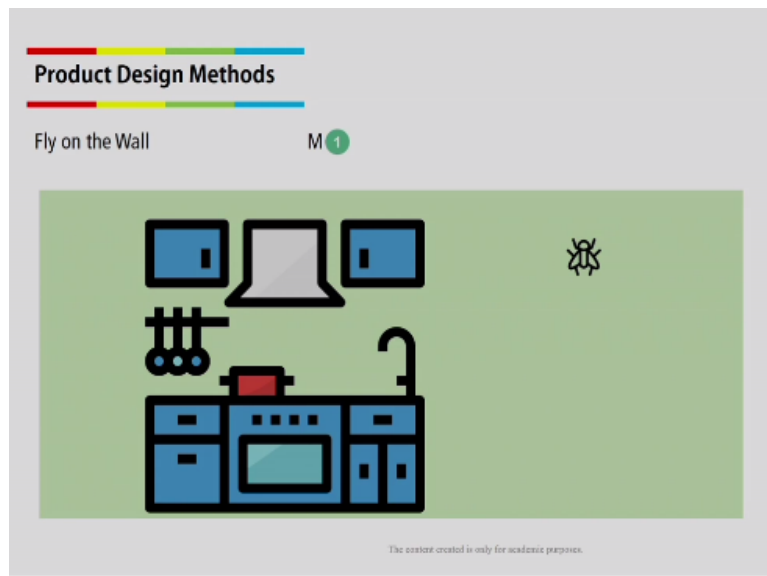 Product Design Methods
Fly on the Wall M 1
The content created is only for academic purposes.